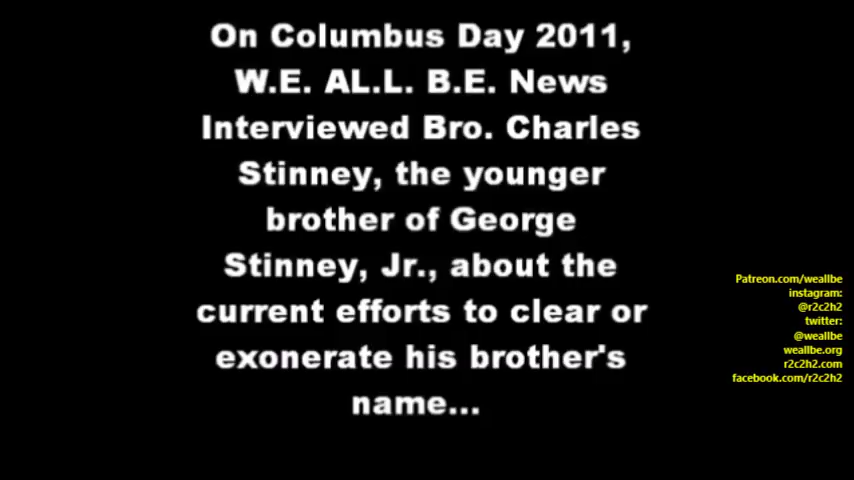 On Columbus Day 2011,
W.E. AL.L. B.E. News
Interviewed Bro. Charles
Stinney, the younger
brother of George
Stinney, Jr., about the
current efforts to clear or
exonerate his brother's
name...
Patreon.com/weallbe
instagram:
@r2c2h2
twitter:
@weallbe
weallbe.org
r2c2h2.com
facebook.com/r2c2h2